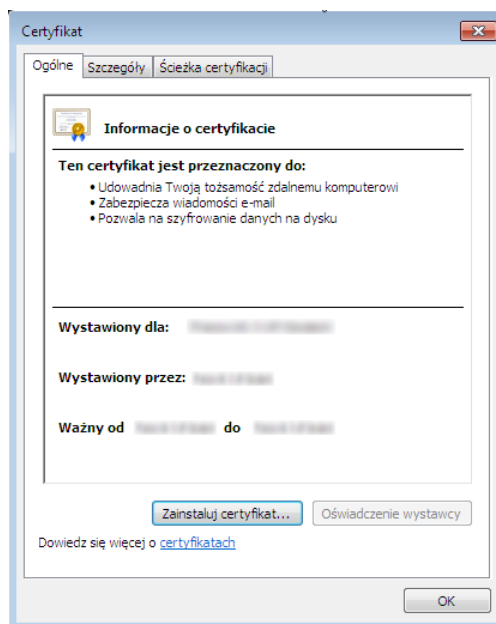 Certyfikat
Ogólne Szczegóły Ścieżka certyfikacji
Informacje o certyfikacie
Ten certyfikat jest przeznaczony do:
• Udowadnia Twoją tożsamość zdalnemu komputerowi
• Zabezpiecza wiadomości e-mail
• Pozwala na szyfrowanie danych na dysku
Wystawiony dla:
Wystawiony przez:
Ważny od do
Zainstaluj certyfikat... Oświadczenie wystawcy
Dowiedz się więcej o certyfikatach
OK